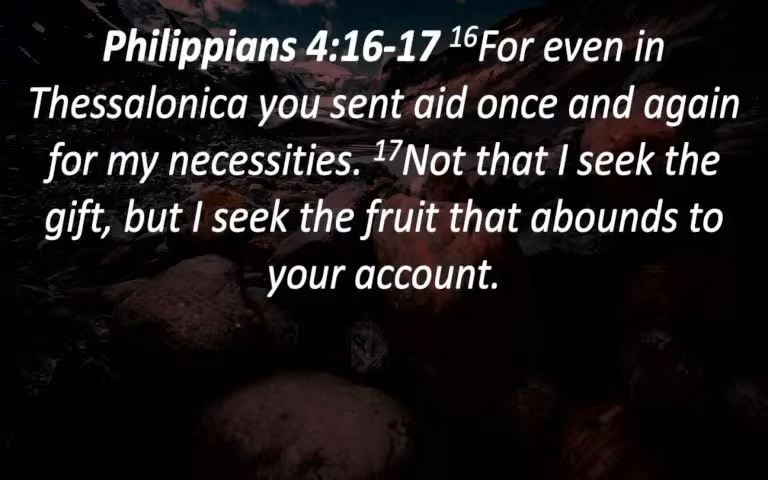 Philippians 4:16-17 ¹⁶For even in
Thessalonica you sent aid once and again
for my necessities. ¹⁷Not that I seek the
gift, but I seek the fruit that abounds to
your account.